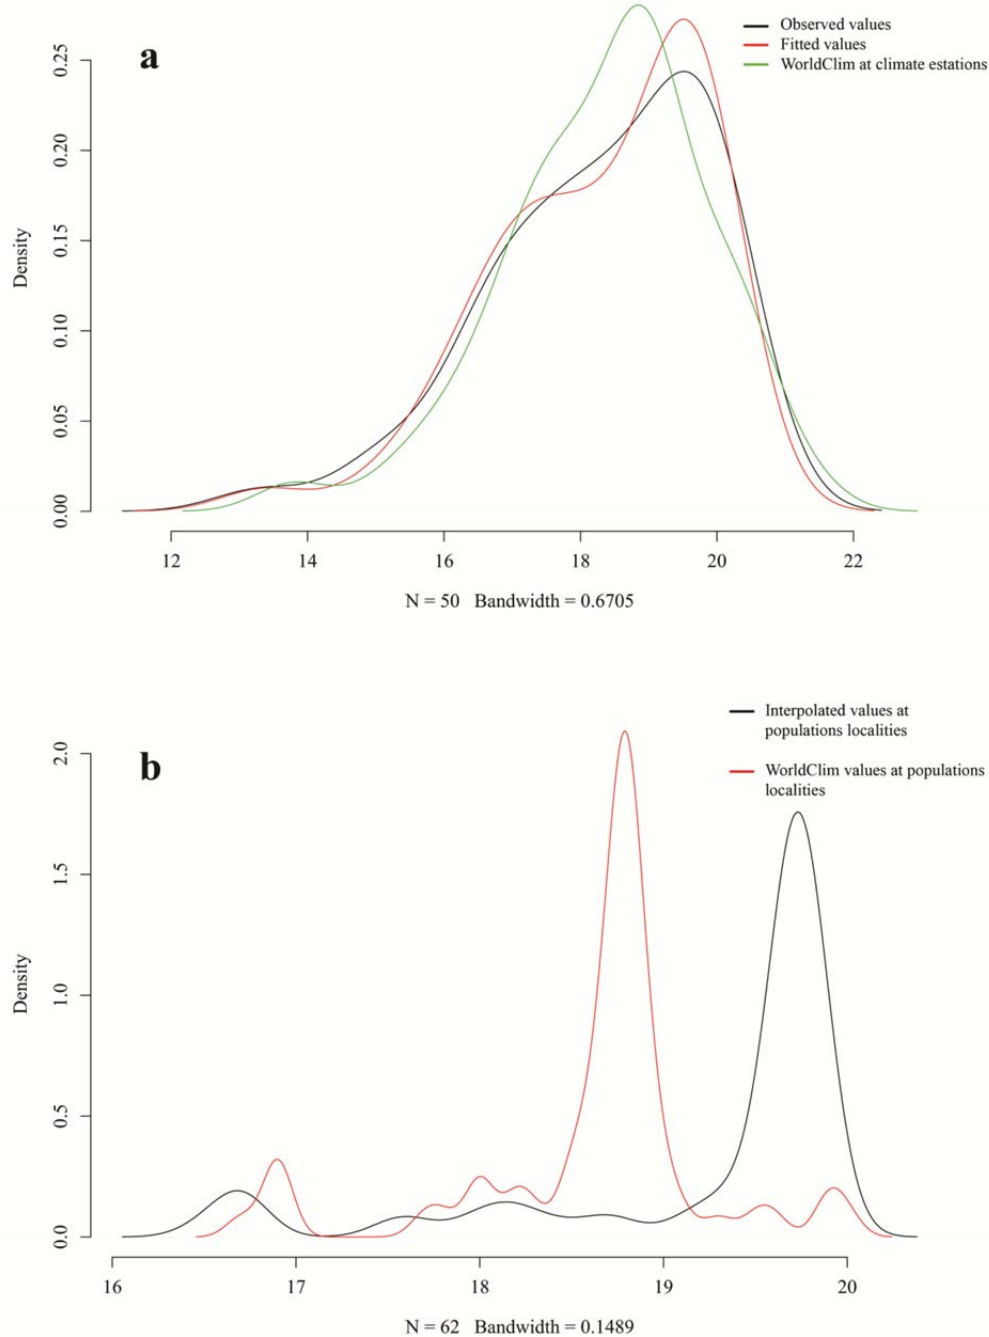 a
Observed values
Fitted values
WorldClim at climate estations
Density
0.25
0.20
0.15
0.10
0.05
0.00
12 14 16 18 20 22
N = 50 Bandwidth = 0.6705
b
Interpolated values at
populations localities
WorldClim values at populations
localities
Density
2.0
1.5
1.0
0.5
0.0
16 17 18 19 20
N = 62 Bandwidth = 0.1489